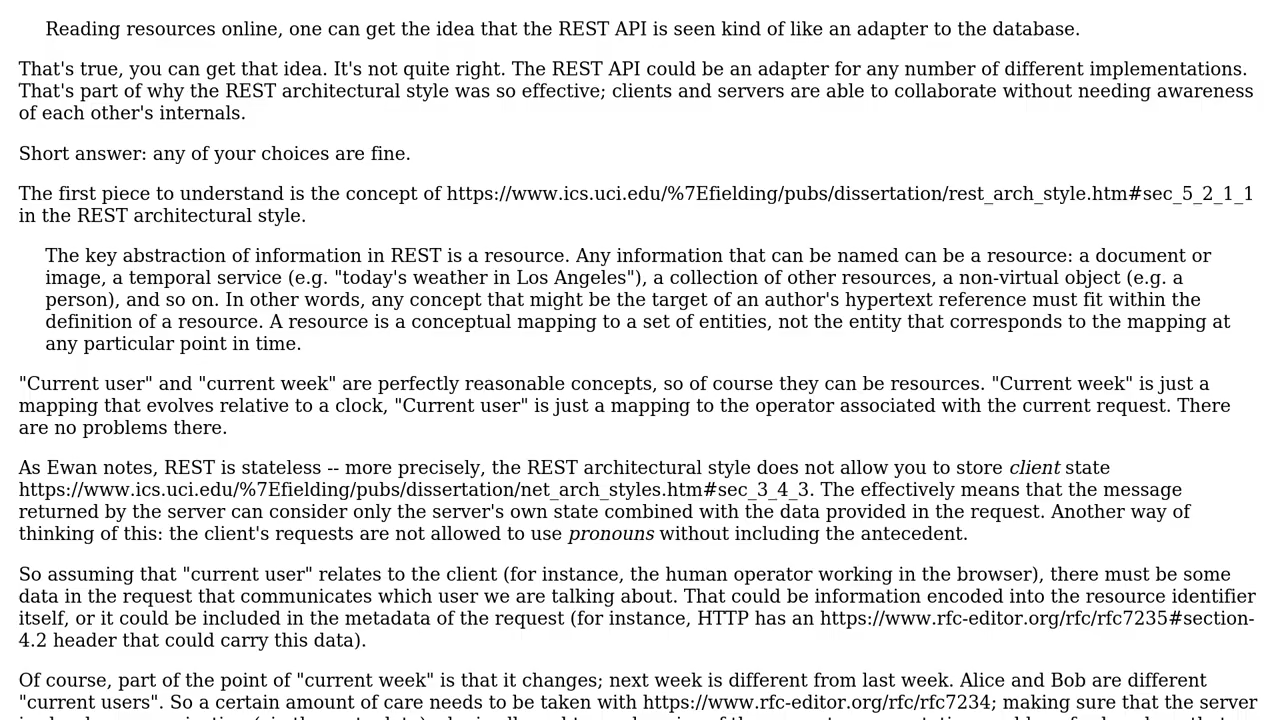 Reading resources online, one can get the idea that the REST API is seen kind of like an adapter to the database.
That's true, you can get that idea. It's not quite right. The REST API could be an adapter for any number of different implementations.
That's part of why the REST architectural style was so effective; clients and servers are able to collaborate without needing awareness
of each other's internals.
Short answer: any of your choices are fine.
The first piece to understand is the concept of https://www.ics.uci.edu/%7Efielding/pubs/dissertation/rest_arch_style.htm#sec_5_2_1_1
in the REST architectural style.
The key abstraction of information in REST is a resource. Any information that can be named can be a resource: a document or
image, a temporal service (e.g. "today's weather in Los Angeles"), a collection of other resources, a non-virtual object (e.g. a
person), and so on. In other words, any concept that might be the target of an author's hypertext reference must fit within the
definition of a resource. A resource is a conceptual mapping to a set of entities, not the entity that corresponds to the mapping at
any particular point in time.
"Current user" and "current week" are perfectly reasonable concepts, so of course they can be resources. "Current week" is just a
mapping that evolves relative to a clock, "Current user" is just a mapping to the operator associated with the current request. There
are no problems there.
As Ewan notes, REST is stateless -- more precisely, the REST architectural style does not allow you to store client state
https://www.ics.uci.edu/%7Efielding/pubs/dissertation/net_arch_styles.htm#sec_3_4_3. The effectively means that the message
returned by the server can consider only the server's own state combined with the data provided in the request. Another way of
thinking of this: the client's requests are not allowed to use pronouns without including the antecedent.
So assuming that "current user" relates to the client (for instance, the human operator working in the browser), there must be some
data in the request that communicates which user we are talking about. That could be information encoded into the resource identifier
itself, or it could be included in the metadata of the request (for instance, HTTP has an https://www.rfc-editor.org/rfc/rfc7235#section-
4.2 header that could carry this data).
Of course, part of the point of "current week" is that it changes; next week is different from last week. Alice and Bob are different
"current users". So a certain amount of care needs to be taken with https://www.rfc-editor.org/rfc/rfc7234; making sure that the server